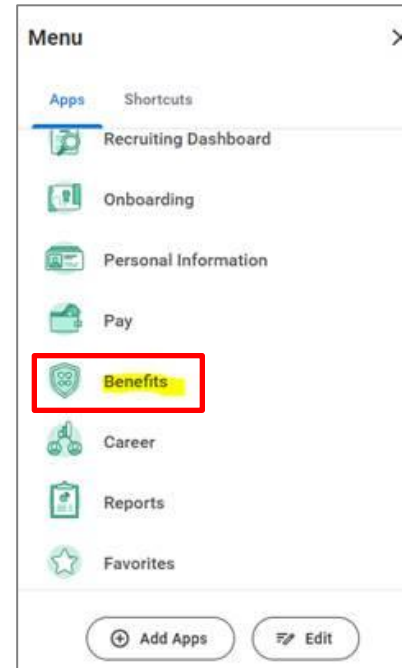 Menu
Apps Shortcuts
Recruiting Dashboard
Onboarding
Personal Information
Pay
Benefits
Career
Reports
Favorites
Add Apps Edit